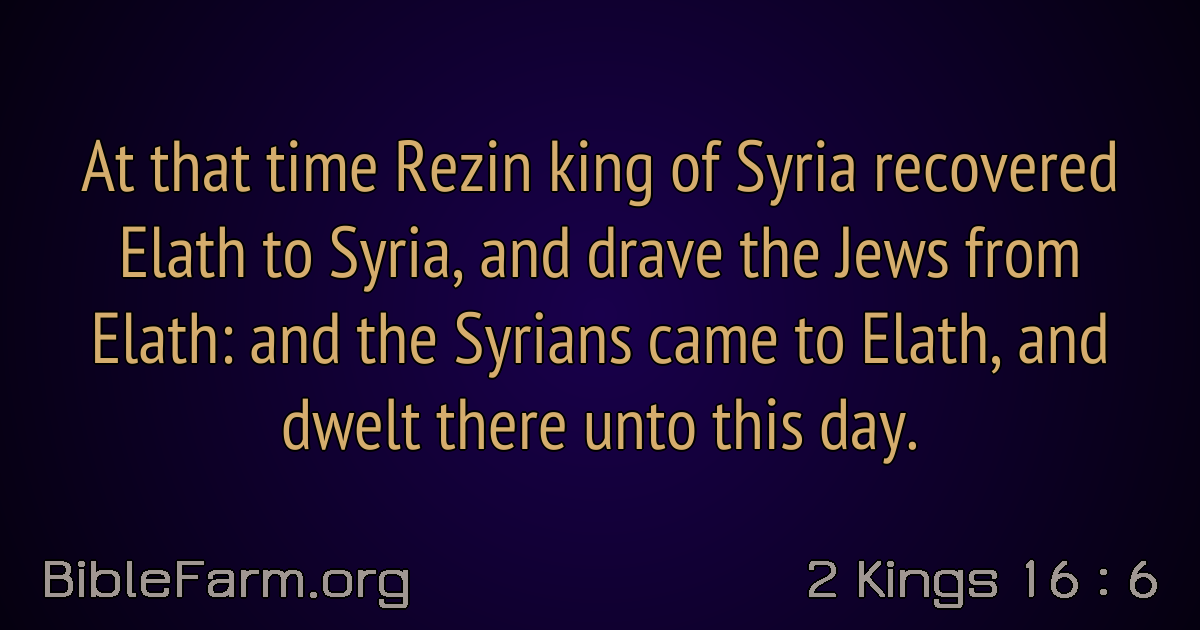 At that time Rezin king of Syria recovered
Elath to Syria, and drave the Jews from
Elath: and the Syrians came to Elath, and
dwelt there unto this day.
BibleFarm.org
2 Kings 16 : 6